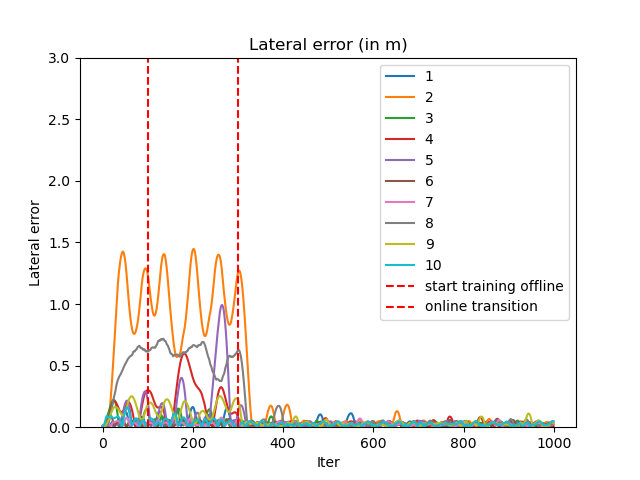 Lateral error (in m)
3.0
2.5
2.0
1.5
1.0
0.5
0.0
Lateral error
1
2
3
4
5
6
7
8
9
10
start training offline
online transition
0 200 400 600 800 1000
Iter